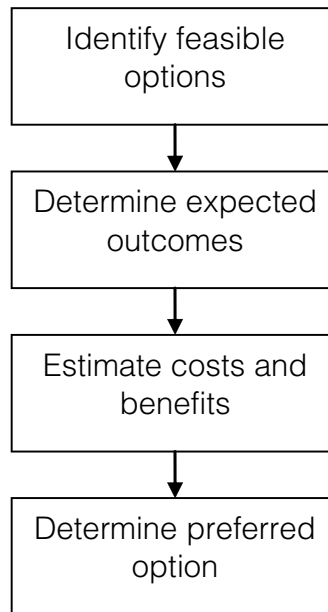 Identify feasible
options
Determine expected
outcomes
Estimate costs and
benefits
Determine preferred
option